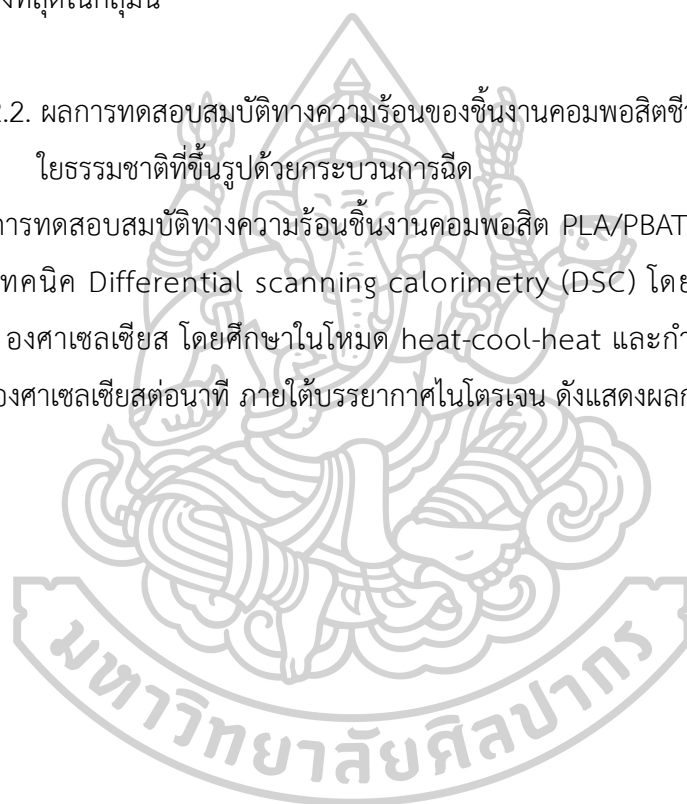 2.2. ผลการทดสอบสมบัติทางความร้อนของชิ้นงานคอมพอสิตชีว
ใยธรรมชาติที่ขึ้นรูปด้วยกระบวนการฉีด
การทดสอบสมบัติทางความร้อนชิ้นงานคอมพอสิต PLA/PBAT
ทคนิค Differential scanning calorimetry (DSC) โดย
องศาเซลเซียส โดยศึกษาในโหมด heat-cool-heat และกำ
องศาเซลเซียสต่อนาที ภายใต้บรรยากาศไนโตรเจน ดังแสดงผลก
มหาวิทยาลัยศิลปากร